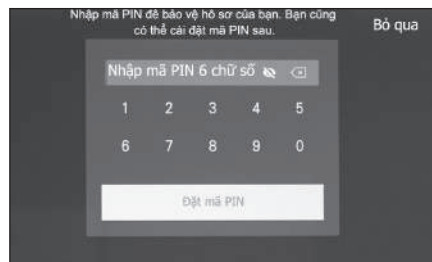 Nhập mã PIN để bảo vệ hồ sơ của bạn. Bạn cũng
có thể cài đặt mã PIN sau.
Bỏ qua
Nhập mã PIN 6 chữ số
1 2 3 4 5
6 7 8 9 0
Đặt mã PIN